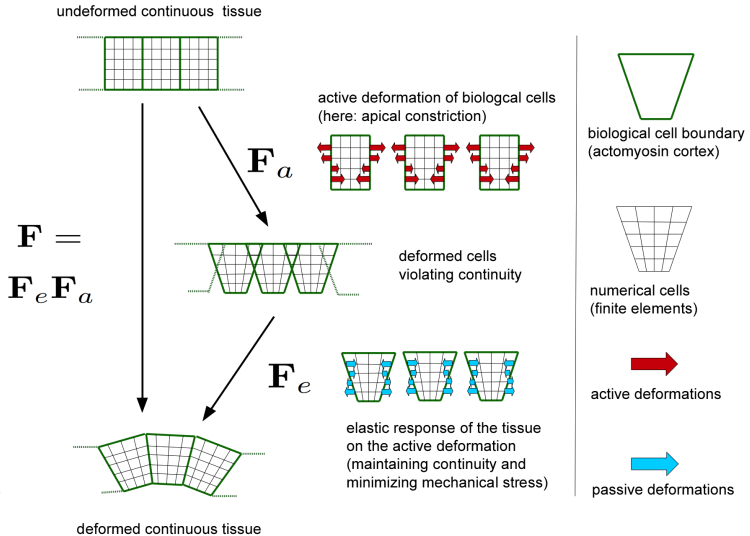 undeformed continuous tissue
active deformation of biologcal cells
(here: apical constriction)
F_a
F =
F_e F_a
deformed cells
violating continuity
F_e
elastic response of the tissue
on the active deformation
(maintaining continuity and
minimizing mechanical stress)
deformed continuous tissue
biological cell boundary
(actomyosin cortex)
numerical cells
(finite elements)
active deformations
passive deformations